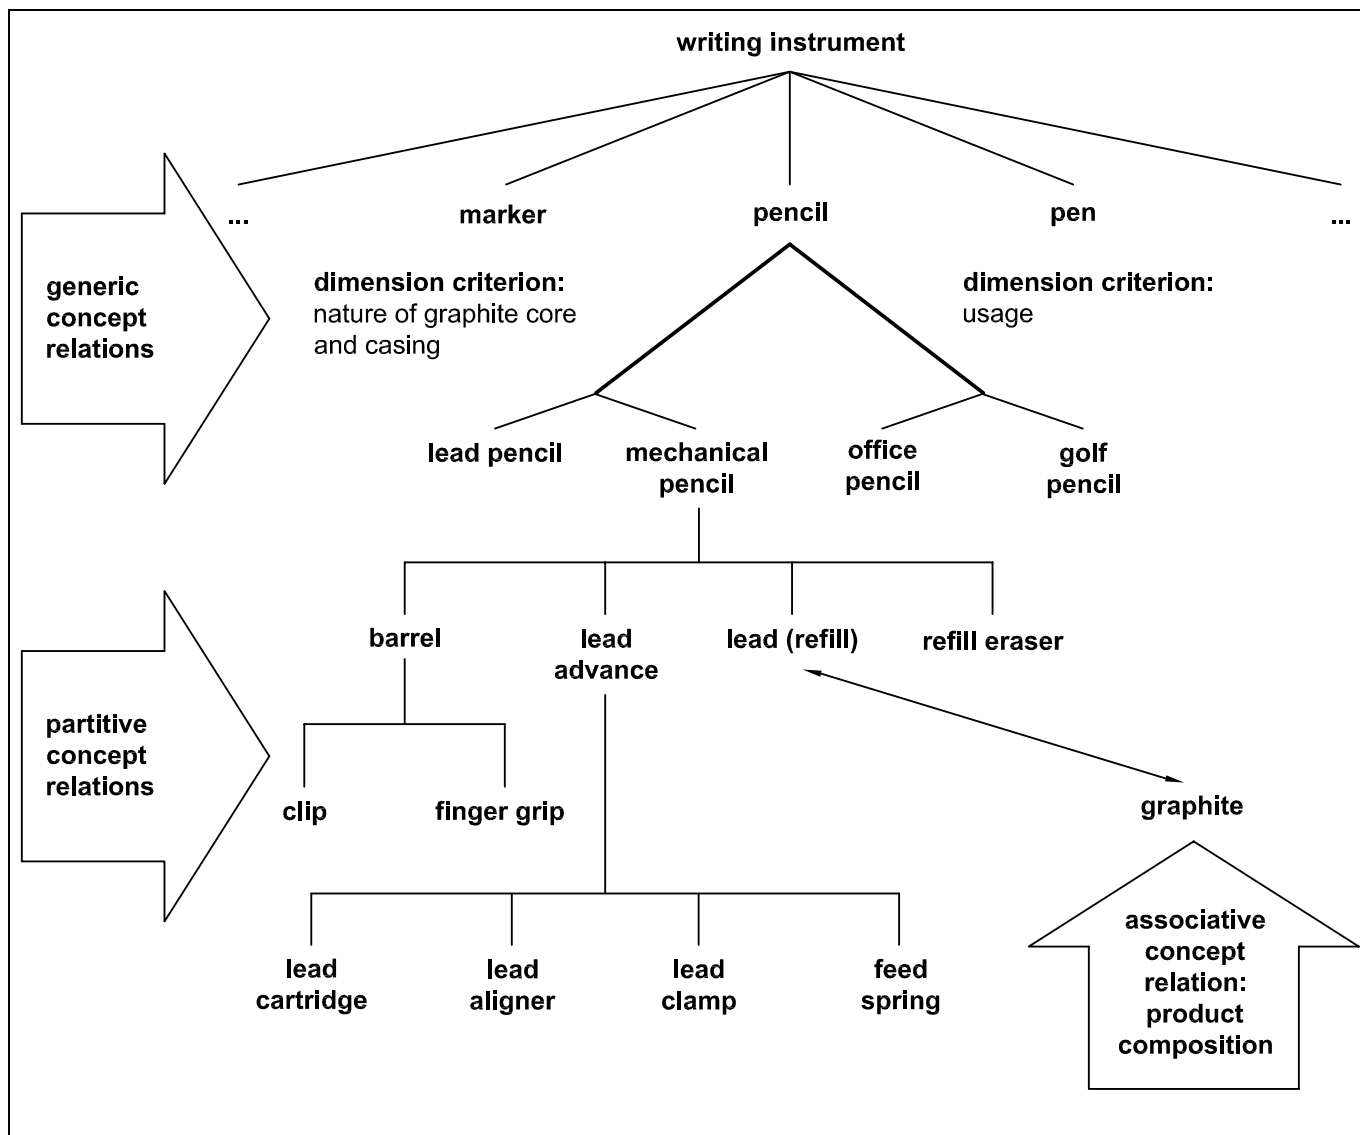 writing instrument
...
marker
pencil
pen
...
generic
concept
relations
dimension criterion:
nature of graphite core
and casing
dimension criterion:
usage
lead pencil
mechanical
pencil
office
pencil
golf
pencil
partitive
concept
relations
barrel
lead
advance
lead (refill)
refill eraser
clip
finger grip
graphite
lead
cartridge
lead
aligner
lead
clamp
feed
spring
associative
concept
relation:
product
composition